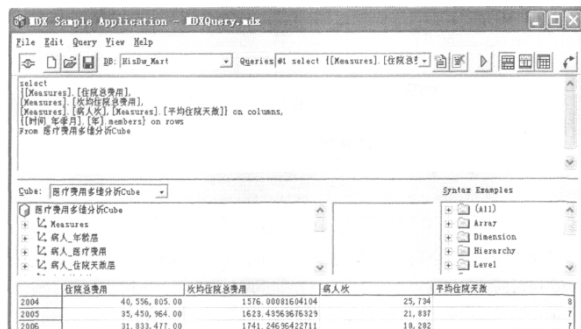 MDX Sample Application - MDXQuery.mdx
File Edit Query View Help
DB: HisDw_Mart Queries #1 select {[Measures].[住院总费
select
{[Measures].[住院总费用],
[Measures].[次均住院总费用],
[Measures].[病人次],[Measures].[平均住院天数]} on columns,
{[时间_年季月].[年].members} on rows
From 医疗费用多维分析Cube
Cube: 医疗费用多维分析Cube Syntax Examples
医疗费用多维分析Cube
Measures
病人_年龄层
病人_医疗费用
病人_住院天数层
(All)
Array
Dimension
Hierarchy
Level
住院总费用 次均住院总费用 病人次 平均住院天数
2004 40,556,805.00 1576.00081604104 25,734 8
2005 35,450,964.00 1623.43563676329 21,837 7
2006 31,833,477.00 1741.24696422711 18,282 7